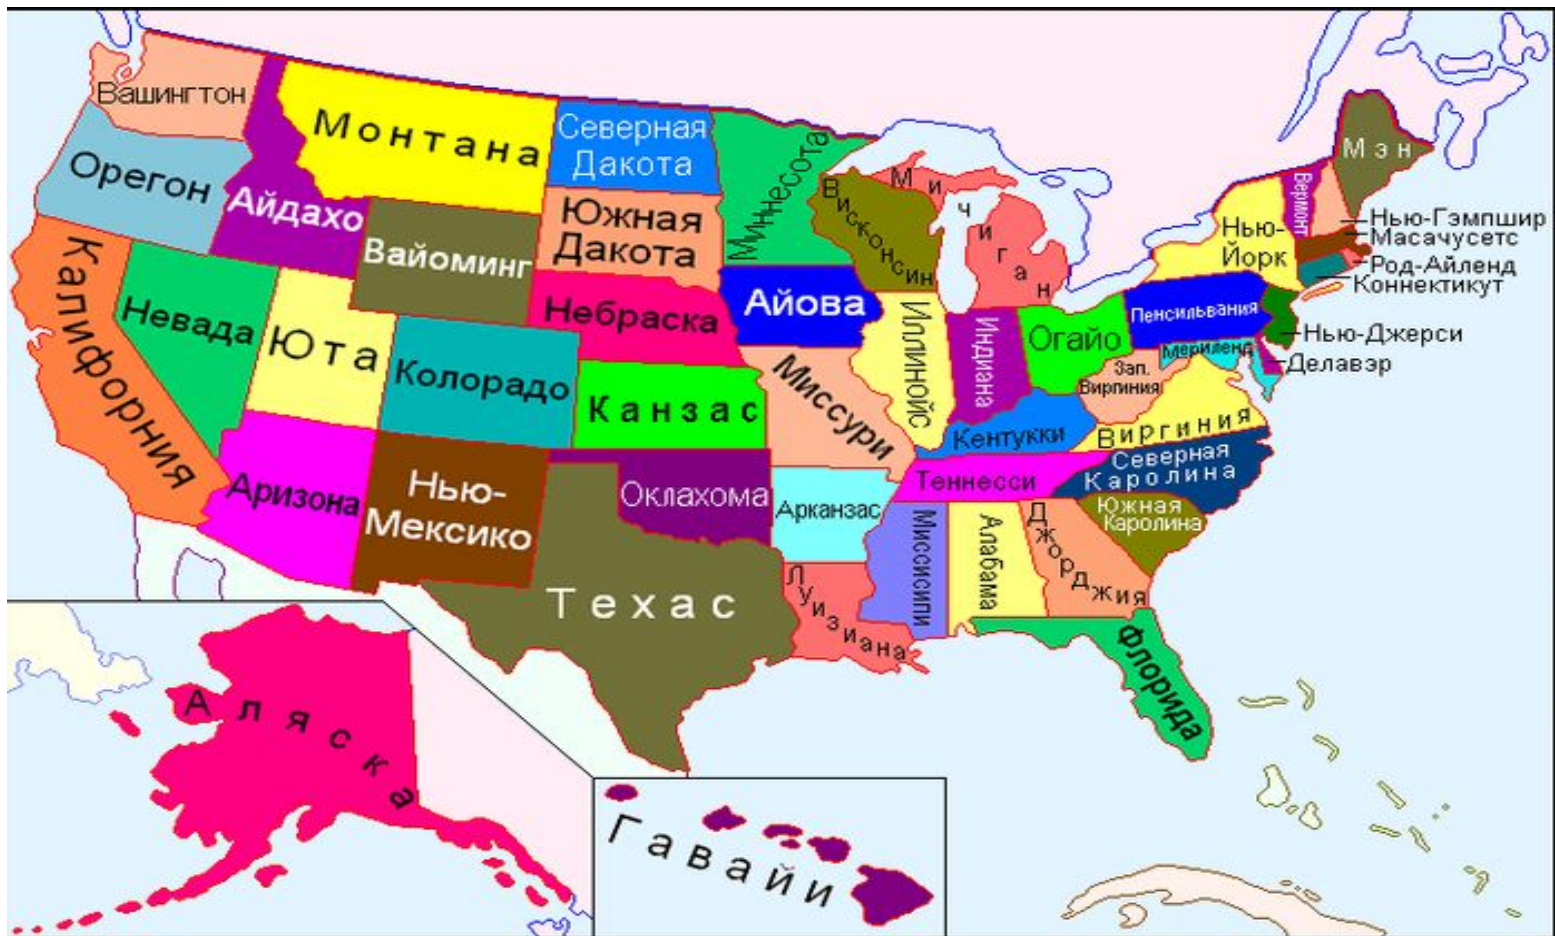 Вашингтон
Монтана
Северная
Дакота
Миннесота
Мэн
Орегон
Айдахо
Южная
Дакота
Висконсин
Мичиган
Вермонт
Нью-
Йорк
Нью-Гэмпшир
Масачусетс
Род-Айленд
Коннектикут
Вайоминг
Калифорния
Невада
Юта
Небраска
Айова
Иллинойс
Индиана
Огайо
Пенсильвания
Нью-Джерси
Мериленд
Делавэр
Колорадо
Канзас
Миссури
Зап.
Виргиния
Кентукки
Виргиния
Аризона
Нью-
Мексико
Оклахома
Арканзас
Теннесси
Северная
Каролина
Южная
Каролина
Техас
Луизиана
Миссисипи
Алабама
Джорджия
Флорида
Аляска
Гавайи